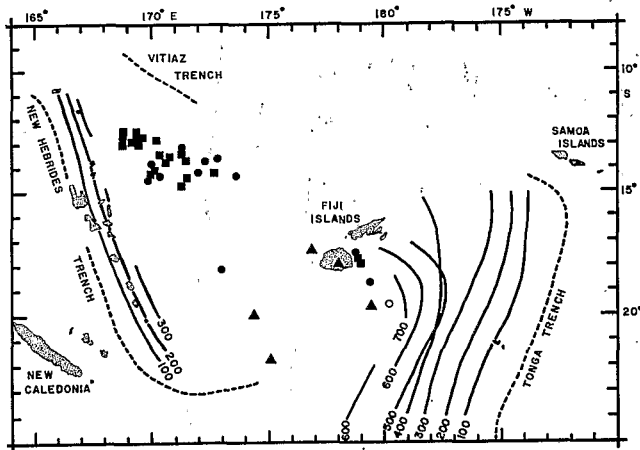 165° 170° E 175° 180° 175° W
VITIAZ
TRENCH
10°
S
NEW HEBRIDES
TRENCH
SAMOA
ISLANDS
15°
FIJI
ISLANDS
20°
300
200
100
NEW
CALEDONIA
700
600
600
500
400
300
200
100
TONGA TRENCH